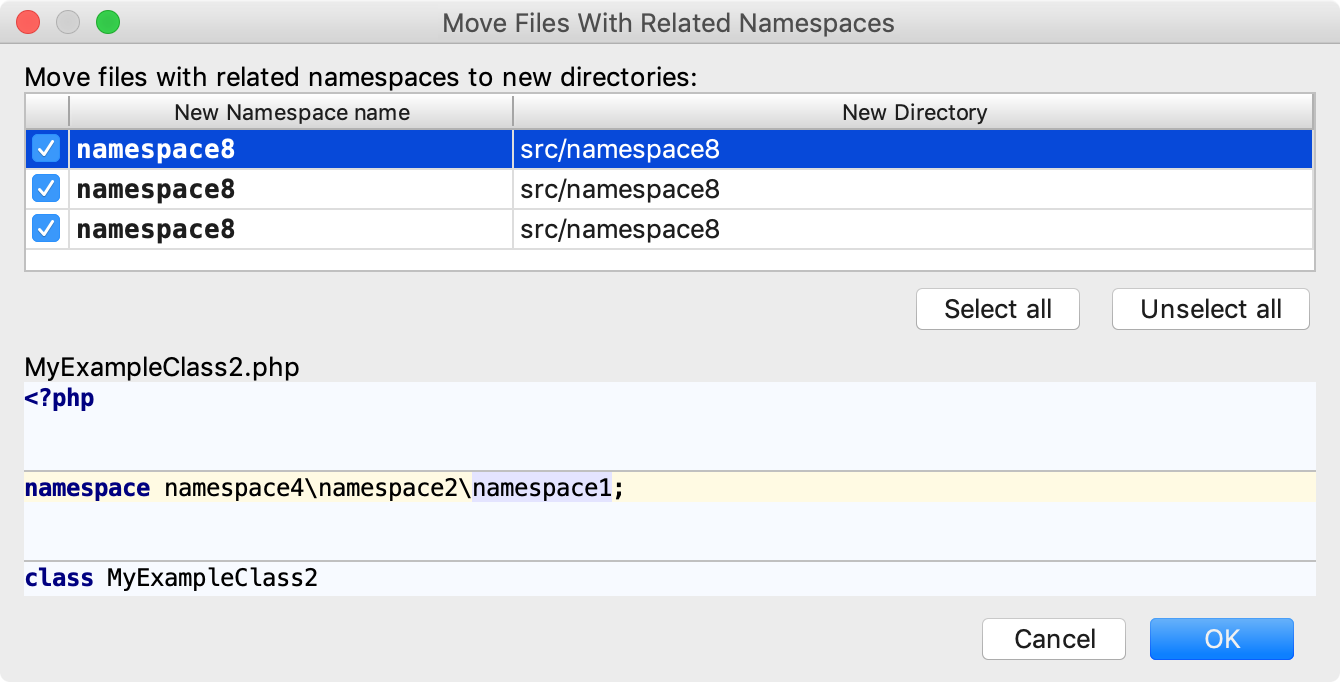 Move Files With Related Namespaces
Move files with related namespaces to new directories:
New Namespace name New Directory
namespace8 src/namespace8
namespace8 src/namespace8
namespace8 src/namespace8
Select all Unselect all
MyExampleClass2.php
<?php
namespace namespace4\namespace2\namespace1;
class MyExampleClass2
Cancel OK